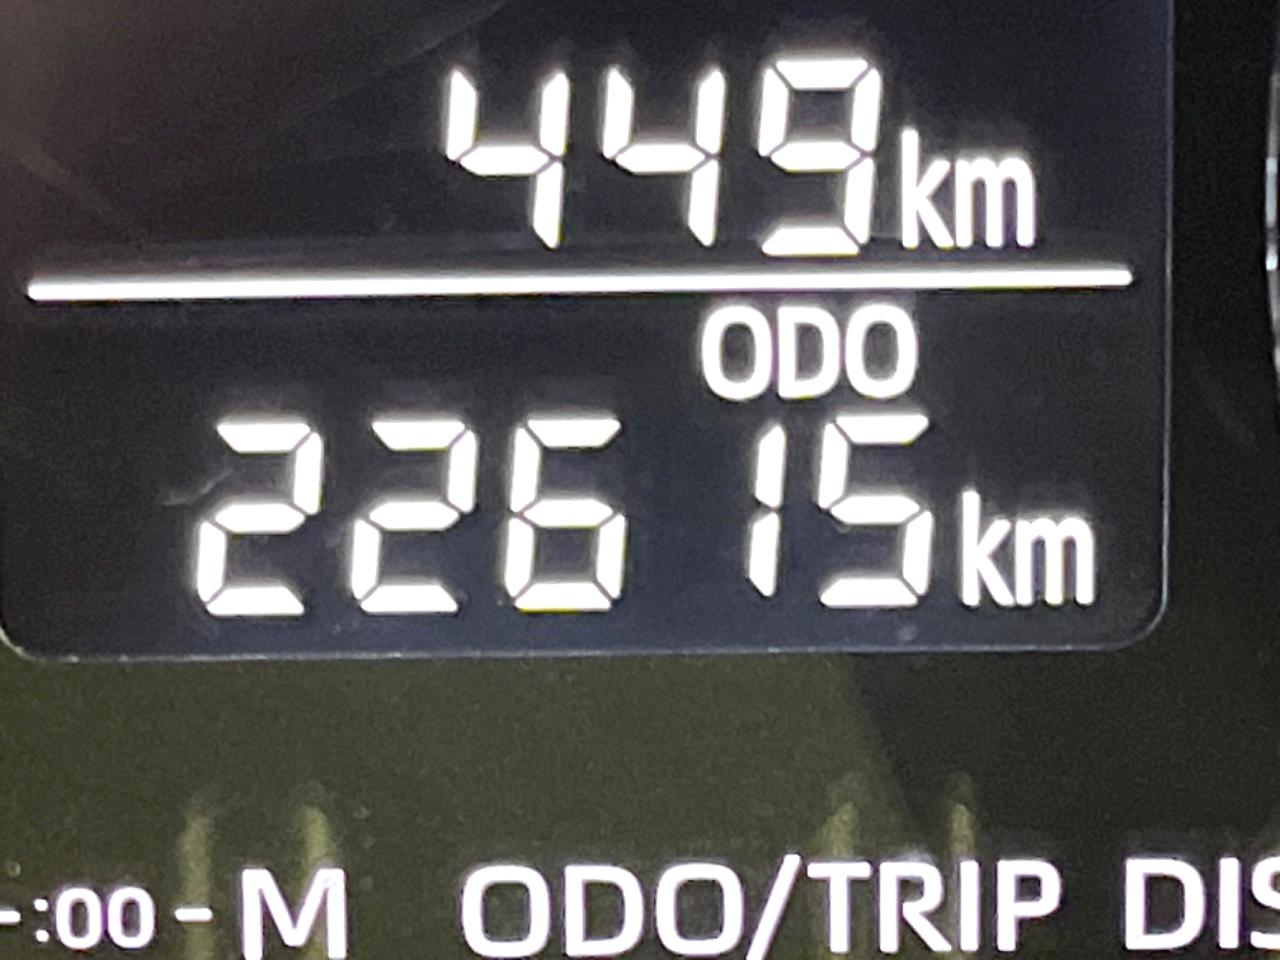 449km
ODO
22615km
-:00 - M ODO/TRIP DIS